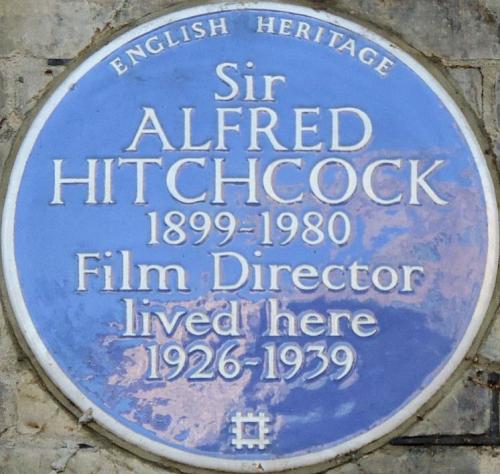 ENGLISH HERITAGE
Sir
ALFRED
HITCHCOCK
1899-1980
Film Director
lived here
1926-1939